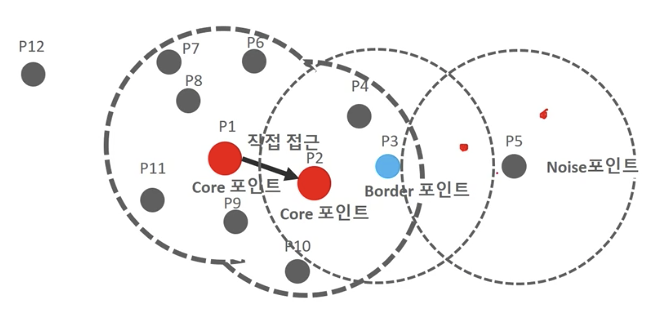 P12
P7
P6
P8
P4
P1
직접 접근
P3
P5
P2
P11
Core 포인트
Border 포인트
Noise포인트
P9
Core 포인트
P10